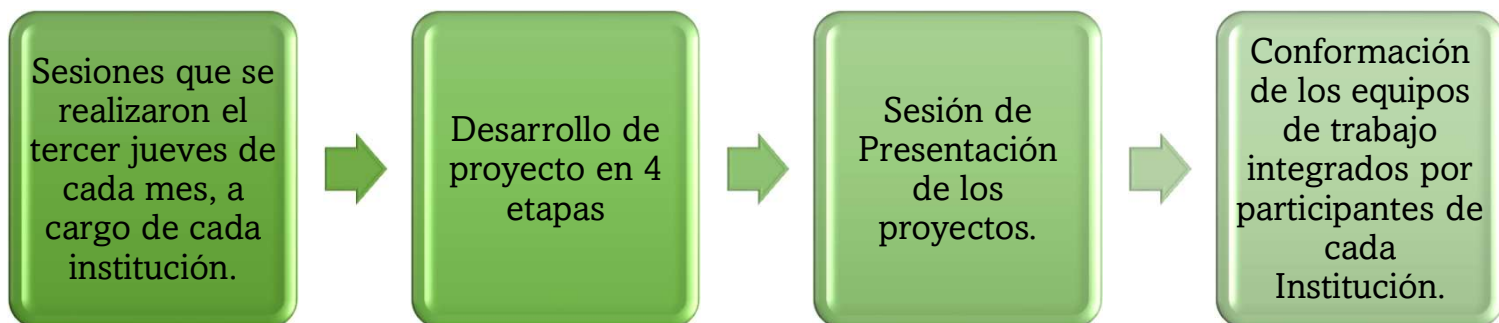 Sesiones que se
realizaron el
tercer jueves de
cada mes, a
cargo de cada
institución.
Desarrollo de
proyecto en 4
etapas
Sesión de
Presentación
de los
proyectos.
Conformación
de los equipos
de trabajo
integrados por
participantes de
cada
Institución.